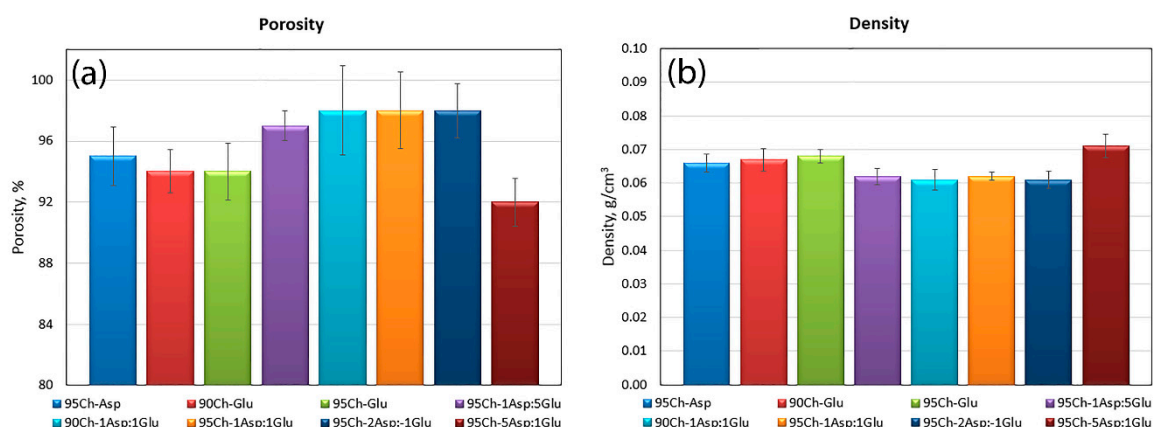 Porosity
(a)
Porosity, %
100
96
92
88
84
80
95Ch-Asp 90Ch-Glu 95Ch-Glu 95Ch-1Asp:5Glu
90Ch-1Asp:1Glu 95Ch-1Asp:1Glu 95Ch-2Asp:-1Glu 95Ch-5Asp:1Glu
Density
(b)
Density, g/cm³
0.10
0.09
0.08
0.07
0.06
0.05
0.04
0.03
0.02
0.01
0.00
95Ch-Asp 90Ch-Glu 95Ch-Glu 95Ch-1Asp:5Glu
90Ch-1Asp:1Glu 95Ch-1Asp:1Glu 95Ch-2Asp:-1Glu 95Ch-5Asp:1Glu